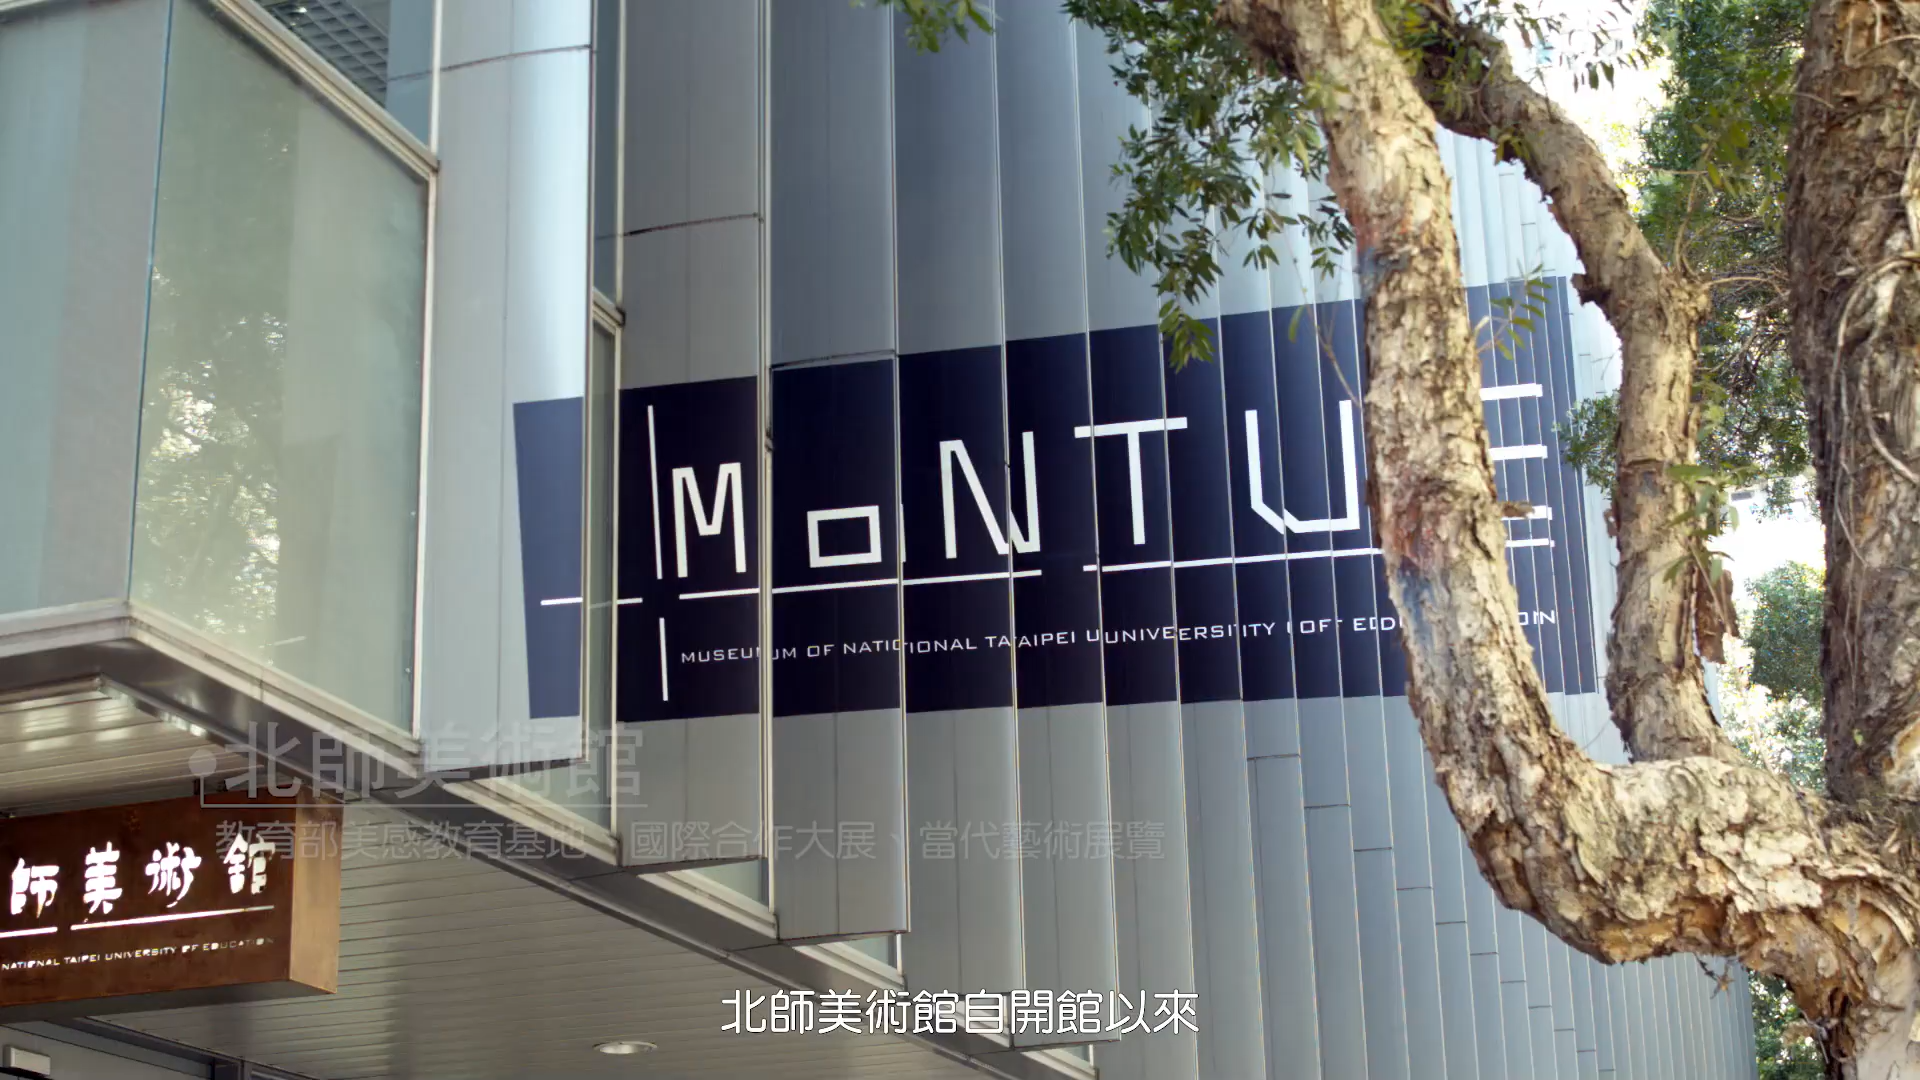 MoNTUE
MUSEUM OF NATIONAL TAIPEI UNIVERSITY OF EDUCATION
北師美術館
教育部美感教育基地、國際合作大展、當代藝術展覽
師美術館
NATIONAL TAIPEI UNIVERSITY OF EDUCATION
北師美術館自開館以來